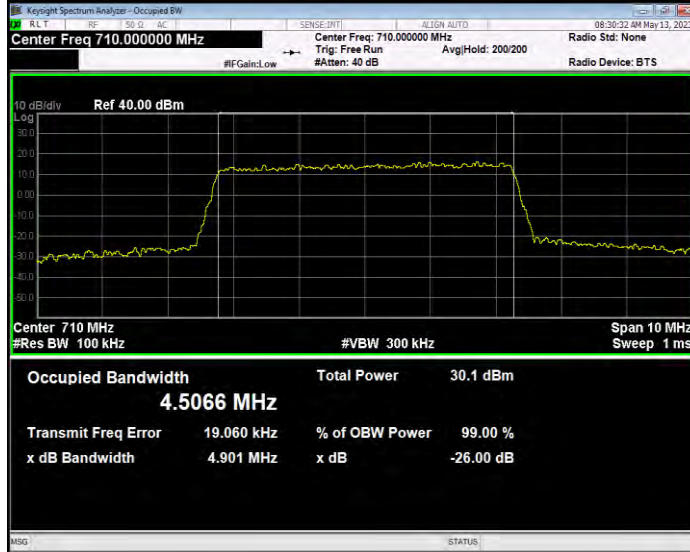 Keysight Spectrum Analyzer - Occupied BW
RLT RF 50 Ω AC SENSE:INT ALIGN AUTO 08:30:32 AM May 13, 2023
Center Freq 710.000000 MHz Center Freq: 710.000000 MHz Radio Std: None
Trig: Free Run Avg|Hold: 200/200
#IFGain:Low #Atten: 40 dB Radio Device: BTS
10 dB/div Ref 40.00 dBm
Log
30.0
20.0
10.0
0.00
-10.0
-20.0
-30.0
-40.0
-50.0
Center 710 MHz Span 10 MHz
#Res BW 100 kHz #VBW 300 kHz Sweep 1 ms
Occupied Bandwidth Total Power 30.1 dBm
4.5066 MHz
Transmit Freq Error 19.060 kHz % of OBW Power 99.00 %
x dB Bandwidth 4.901 MHz x dB -26.00 dB
MSG STATUS